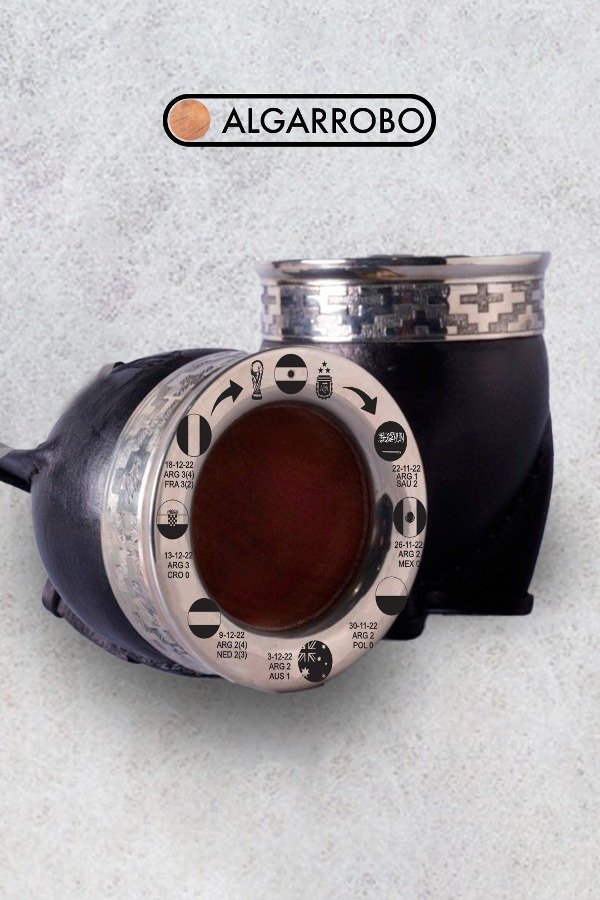 ALGARROBO
22-11-22
ARG 1
SAU 2
26-11-22
ARG 2
MEX 0
30-11-22
ARG 2
POL 0
3-12-22
ARG 2
AUS 1
9-12-22
ARG 2(4)
NED 2(3)
13-12-22
ARG 3
CRO 0
18-12-22
ARG 3(4)
FRA 3(2)